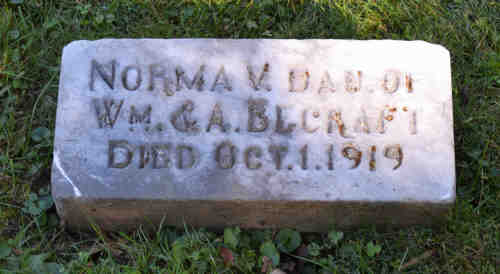 NORMA V. DAU. OF
WM. & A. BECRAFT
DIED OCT. 1. 1919